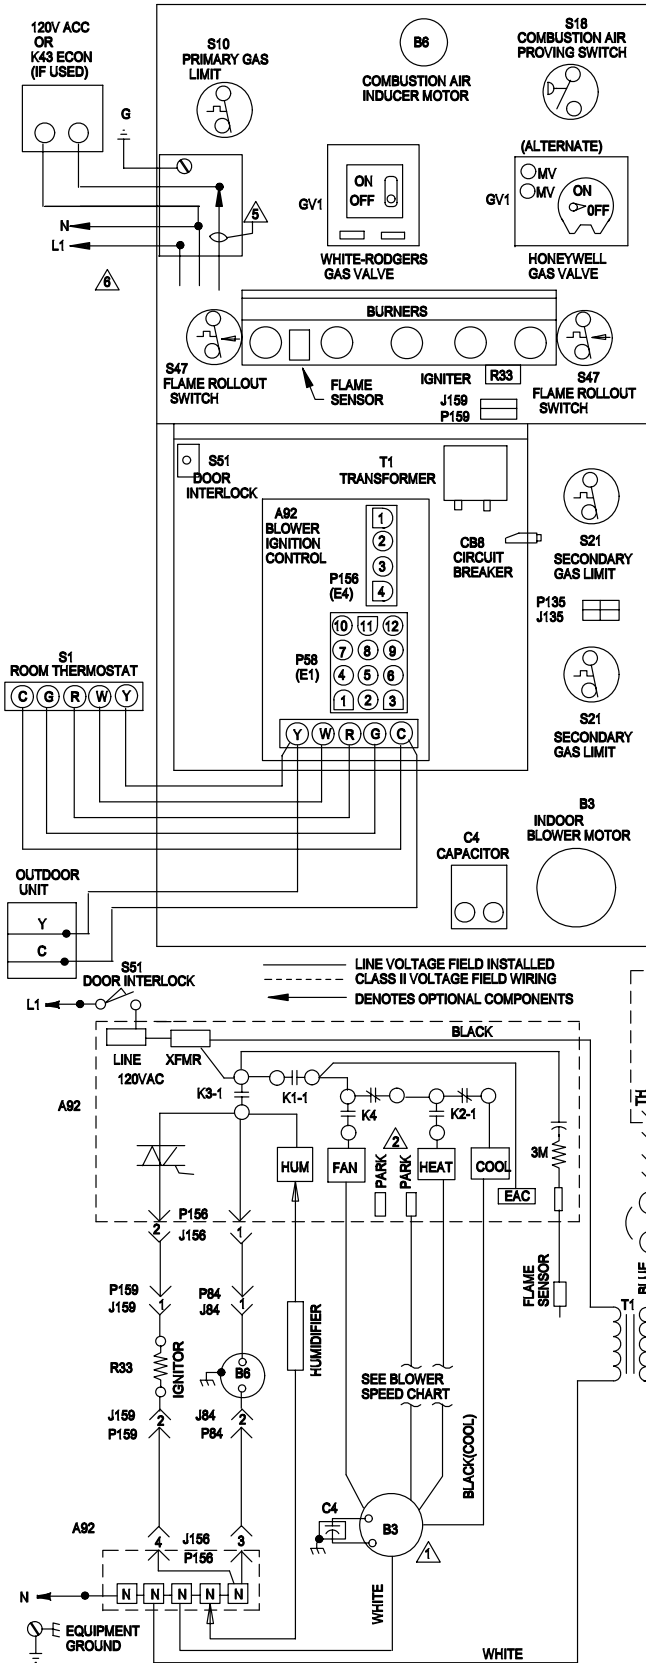 120V ACC
OR
K43 ECON
(IF USED)
S10
PRIMARY GAS
LIMIT
B6
COMBUSTION AIR
INDUCER MOTOR
S18
COMBUSTION AIR
PROVING SWITCH
G
(ALTERNATE)
MV
MV
ON
OFF
ON
OFF
GV1
GV1
N
L1
5
6
WHITE-RODGERS
GAS VALVE
HONEYWELL
GAS VALVE
BURNERS
S47
FLAME ROLLOUT
SWITCH
FLAME
SENSOR
IGNITER
R33
J159
P159
S47
FLAME ROLLOUT
SWITCH
S51
DOOR
INTERLOCK
T1
TRANSFORMER
A92
BLOWER
IGNITION
CONTROL
1
2
3
4
P156
(E4)
CB8
CIRCUIT
BREAKER
S21
SECONDARY
GAS LIMIT
P135
J135
10 11 12
7 8 9
4 5 6
1 2 3
P58
(E1)
S1
ROOM THERMOSTAT
C G R W Y
Y W R G C
S21
SECONDARY
GAS LIMIT
B3
INDOOR
BLOWER MOTOR
C4
CAPACITOR
OUTDOOR
UNIT
Y
C
LINE VOLTAGE FIELD INSTALLED
CLASS II VOLTAGE FIELD WIRING
DENOTES OPTIONAL COMPONENTS
S51
DOOR INTERLOCK
L1
BLACK
LINE
XFMR
120VAC
A92
K3-1
K1-1
K4
K2-1
TH
2
3M
HUM
FAN
PARK
PARK
HEAT
COOL
EAC
P156
2
J156
1
P159
J159
1
P84
J84
1
FLAME
SENSOR
BLUE
T1
R33
IGNITOR
B6
HUMIDIFIER
SEE BLOWER
SPEED CHART
BLACK(COOL)
J159
P159
2
J84
P84
2
C4
B3
1
A92
4
J156
P156
3
N
N N N N N
WHITE
EQUIPMENT
GROUND
WHITE